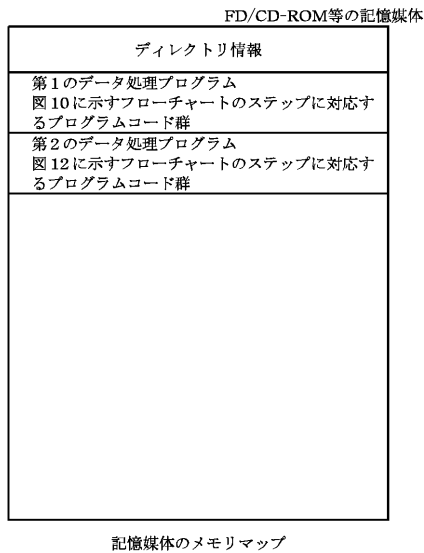 FD/CD-ROM等の記憶媒体
ディレクトリ情報
第1のデータ処理プログラム
図10に示すフローチャートのステップに対応す
るプログラムコード群
第2のデータ処理プログラム
図12に示すフローチャートのステップに対応す
るプログラムコード群
記憶媒体のメモリマップ